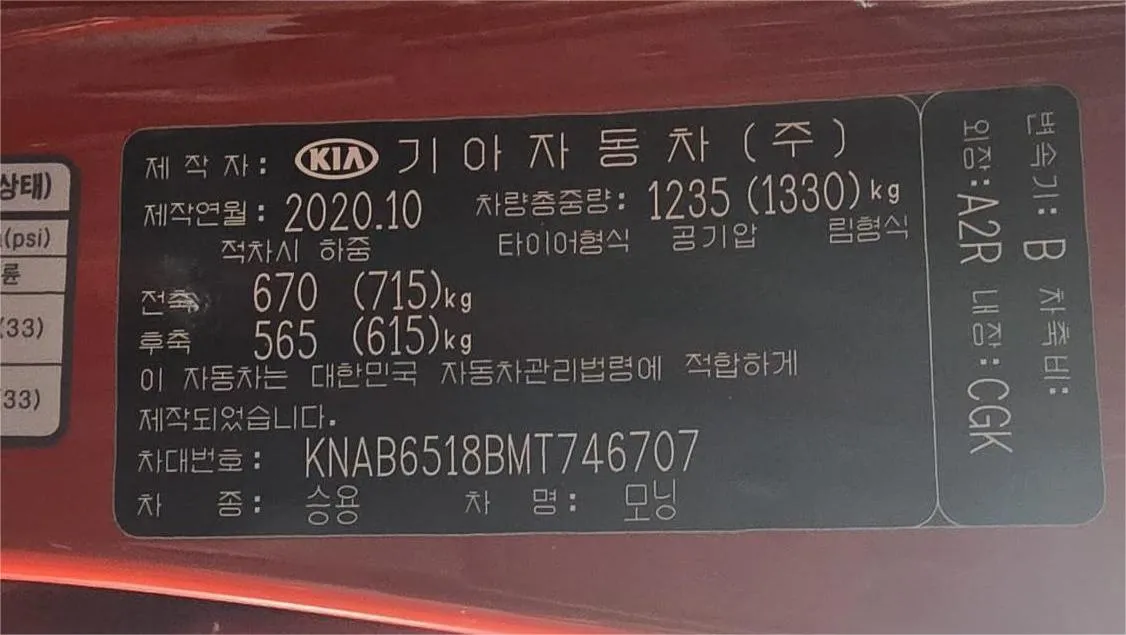 상태)
(psi)
륜
(33)
33)
제 작 자: KIA 기 아 자 동 차 ( 주 )
제작연월: 2020.10 차량총중량: 1235 (1330)kg
적차시 하중 타이어형식 공기압 림형식
전축 670 (715)kg
후축 565 (615)kg
이 자동차는 대한민국 자동차관리법령에 적합하게
제작되었습니다.
차대번호: KNAB6518BMT746707
차 종: 승용 차 명: 모닝
변속기: B 차축비:
외장:A2R 내장:CGK